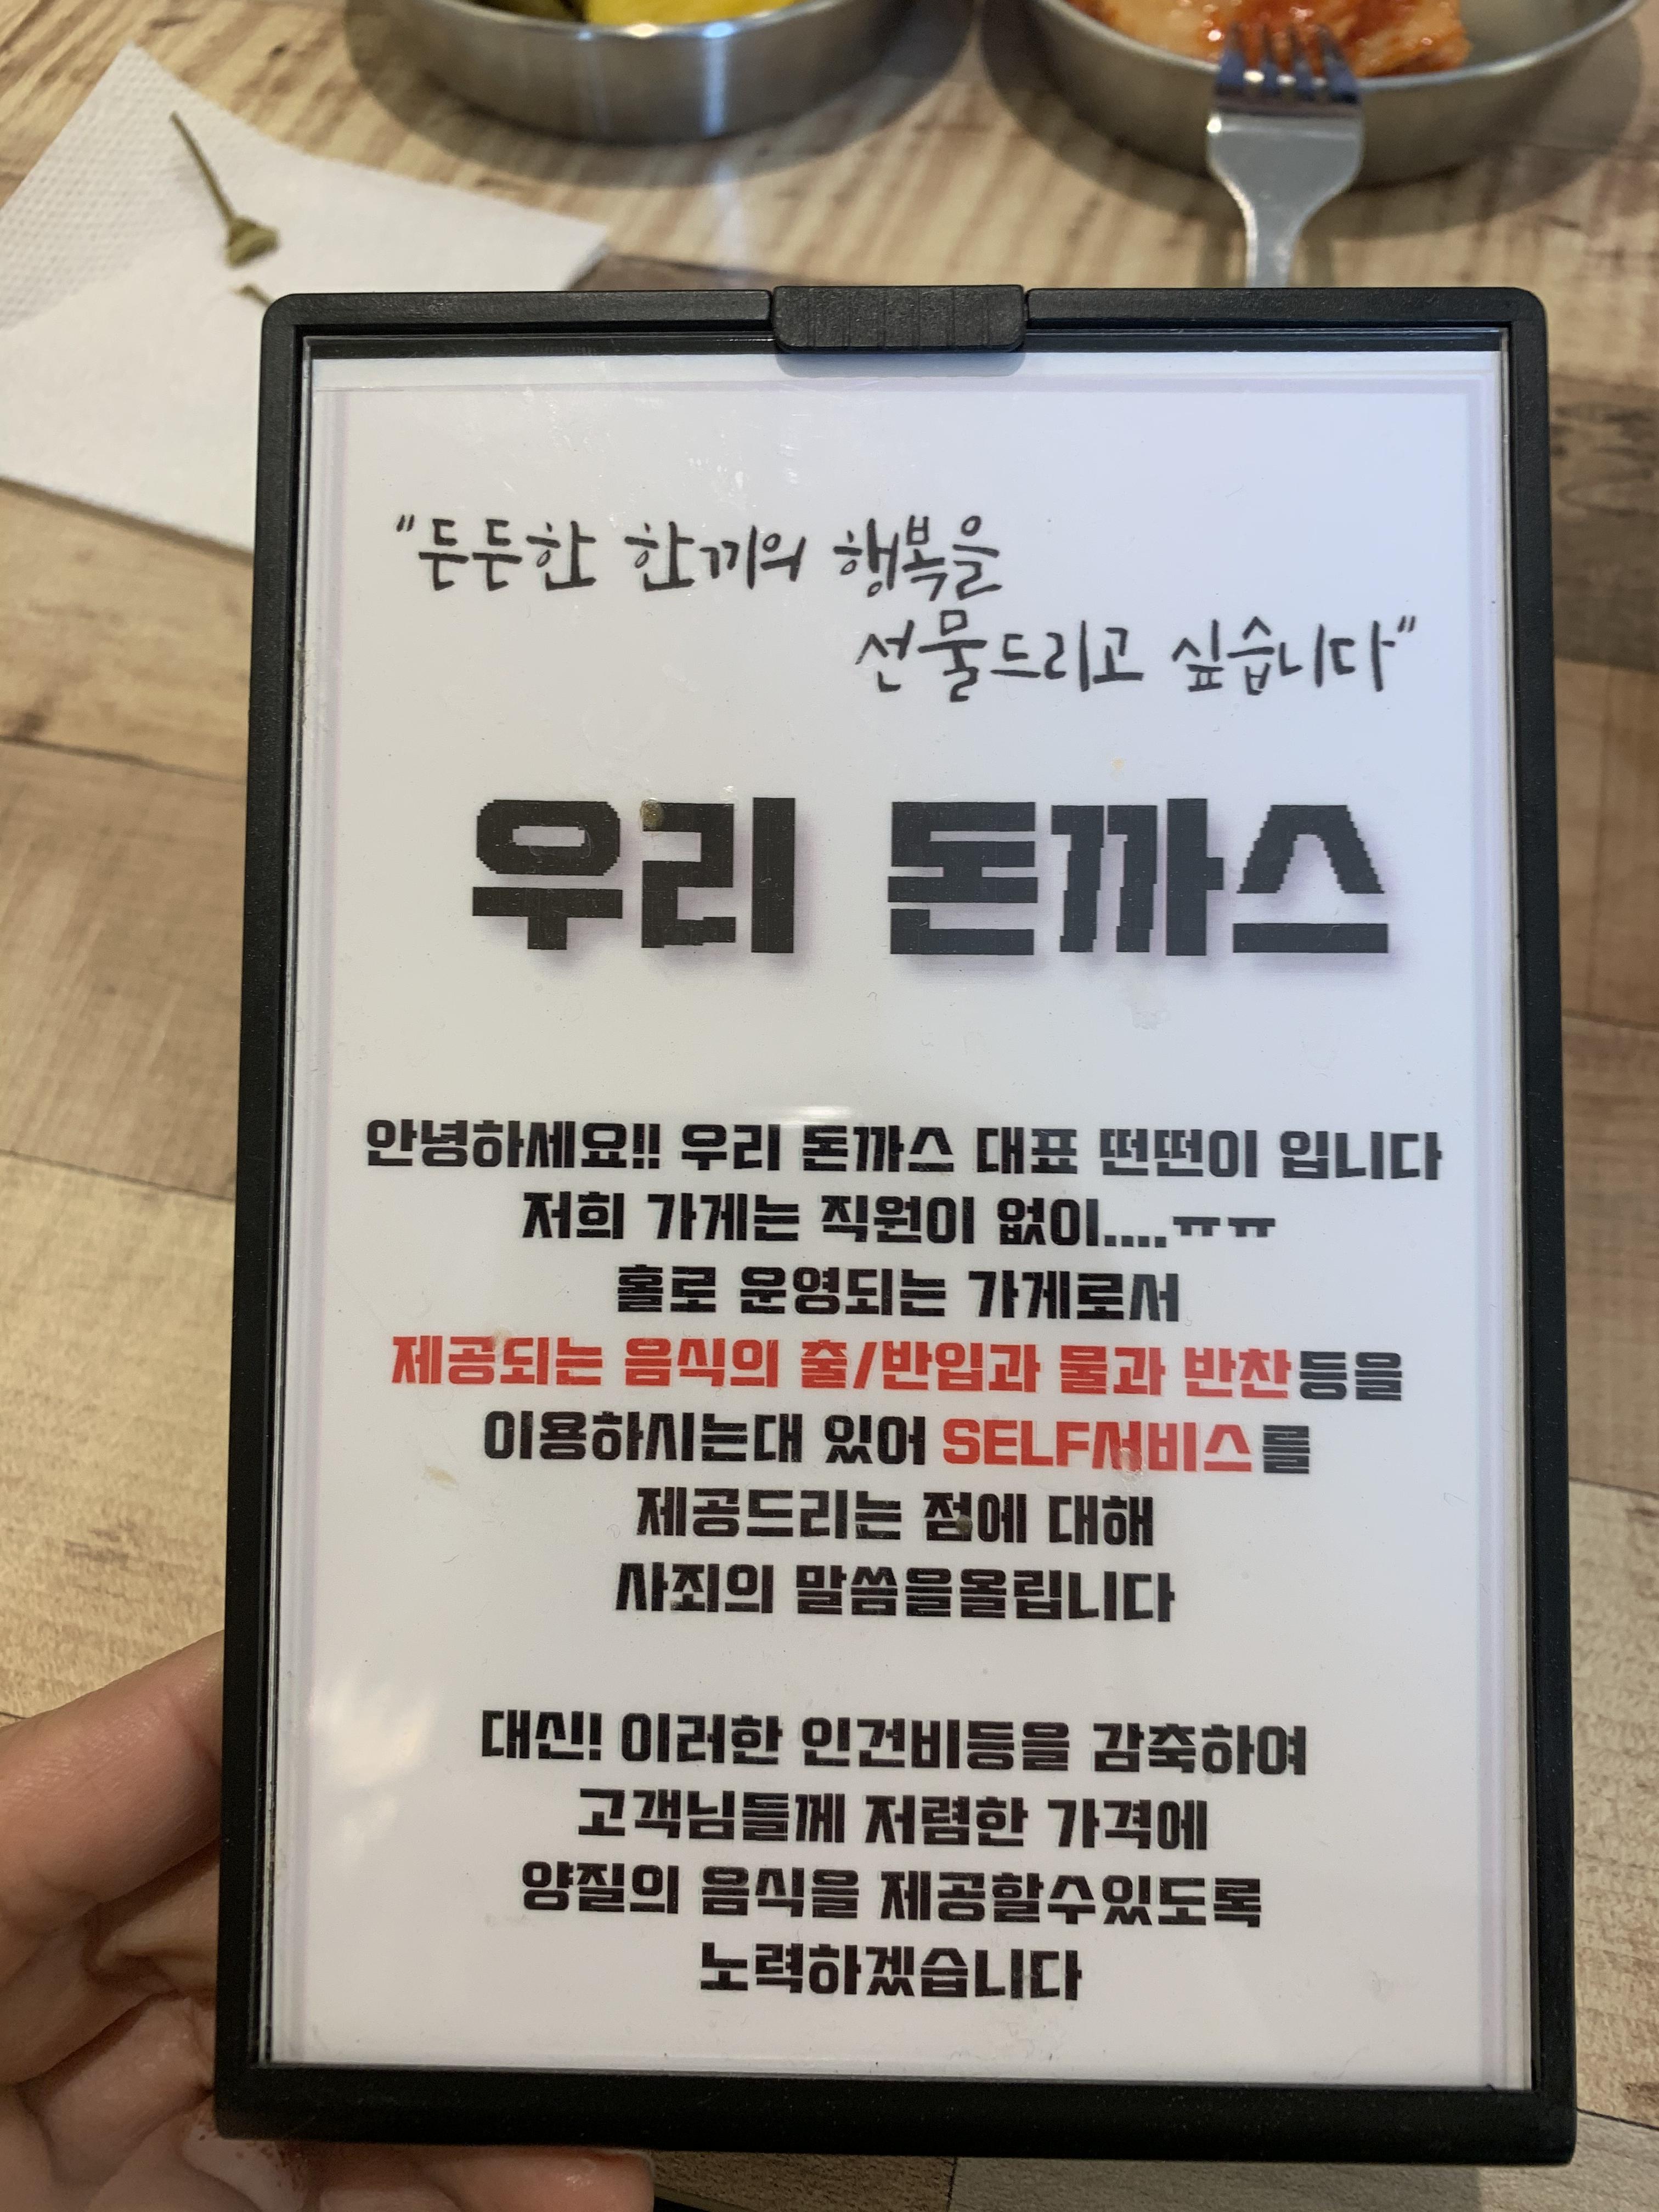 "든든한 한끼의 행복을
선물드리고 싶습니다"
우리 돈까스
안녕하세요!! 우리 돈까스 대표 떤떤이 입니다
저희 가게는 직원이 없이....ㅠㅠ
홀로 운영되는 가게로서
제공되는 음식의 출/반입과 물과 반찬등을
이용하시는대 있어 SELF서비스를
제공드리는 점에 대해
사죄의 말씀을올립니다
대신! 이러한 인건비등을 감축하여
고객님들께 저렴한 가격에
양질의 음식을 제공할수있도록
노력하겠습니다